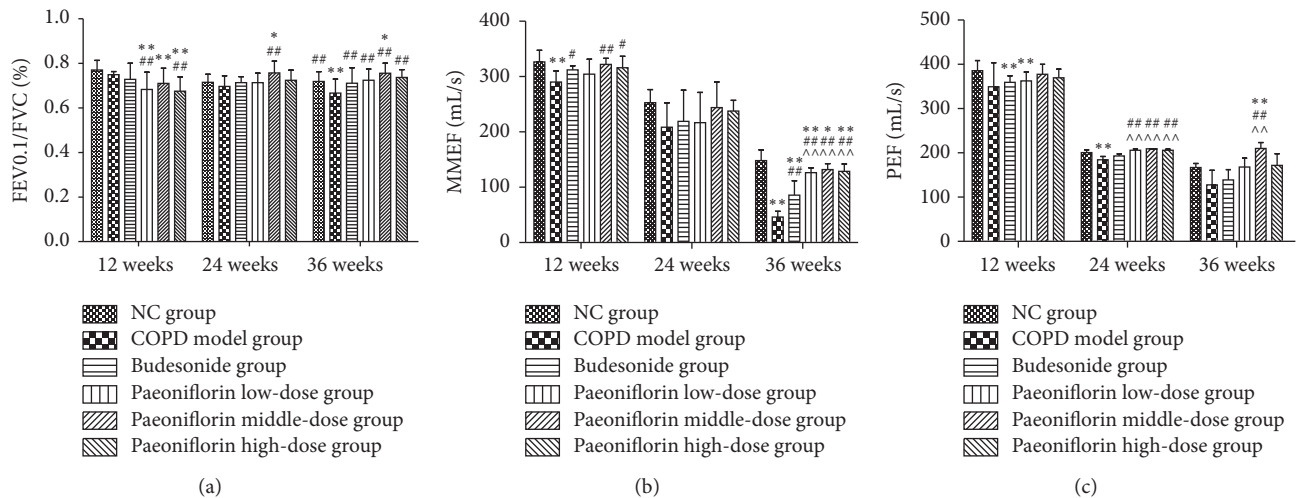 FEV0.1/FVC (%)
1.0
0.8
0.6
0.4
0.2
0.0
** ** *  *
## ** ## ## ## ** ## ## ## ##
12 weeks 24 weeks 36 weeks
NC group
COPD model group
Budesonide group
Paeoniflorin low-dose group
Paeoniflorin middle-dose group
Paeoniflorin high-dose group
(a)
MMEF (mL/s)
400
300
200
100
0
** # ## #
** * **
** ## ## ##
** ## ^^ ^^ ^^
12 weeks 24 weeks 36 weeks
NC group
COPD model group
Budesonide group
Paeoniflorin low-dose group
Paeoniflorin middle-dose group
Paeoniflorin high-dose group
(b)
PEF (mL/s)
500
400
300
200
100
0
** **
** ## ## ##
^^ ^^ ^^
**
##
^^
12 weeks 24 weeks 36 weeks
NC group
COPD model group
Budesonide group
Paeoniflorin low-dose group
Paeoniflorin middle-dose group
Paeoniflorin high-dose group
(c)